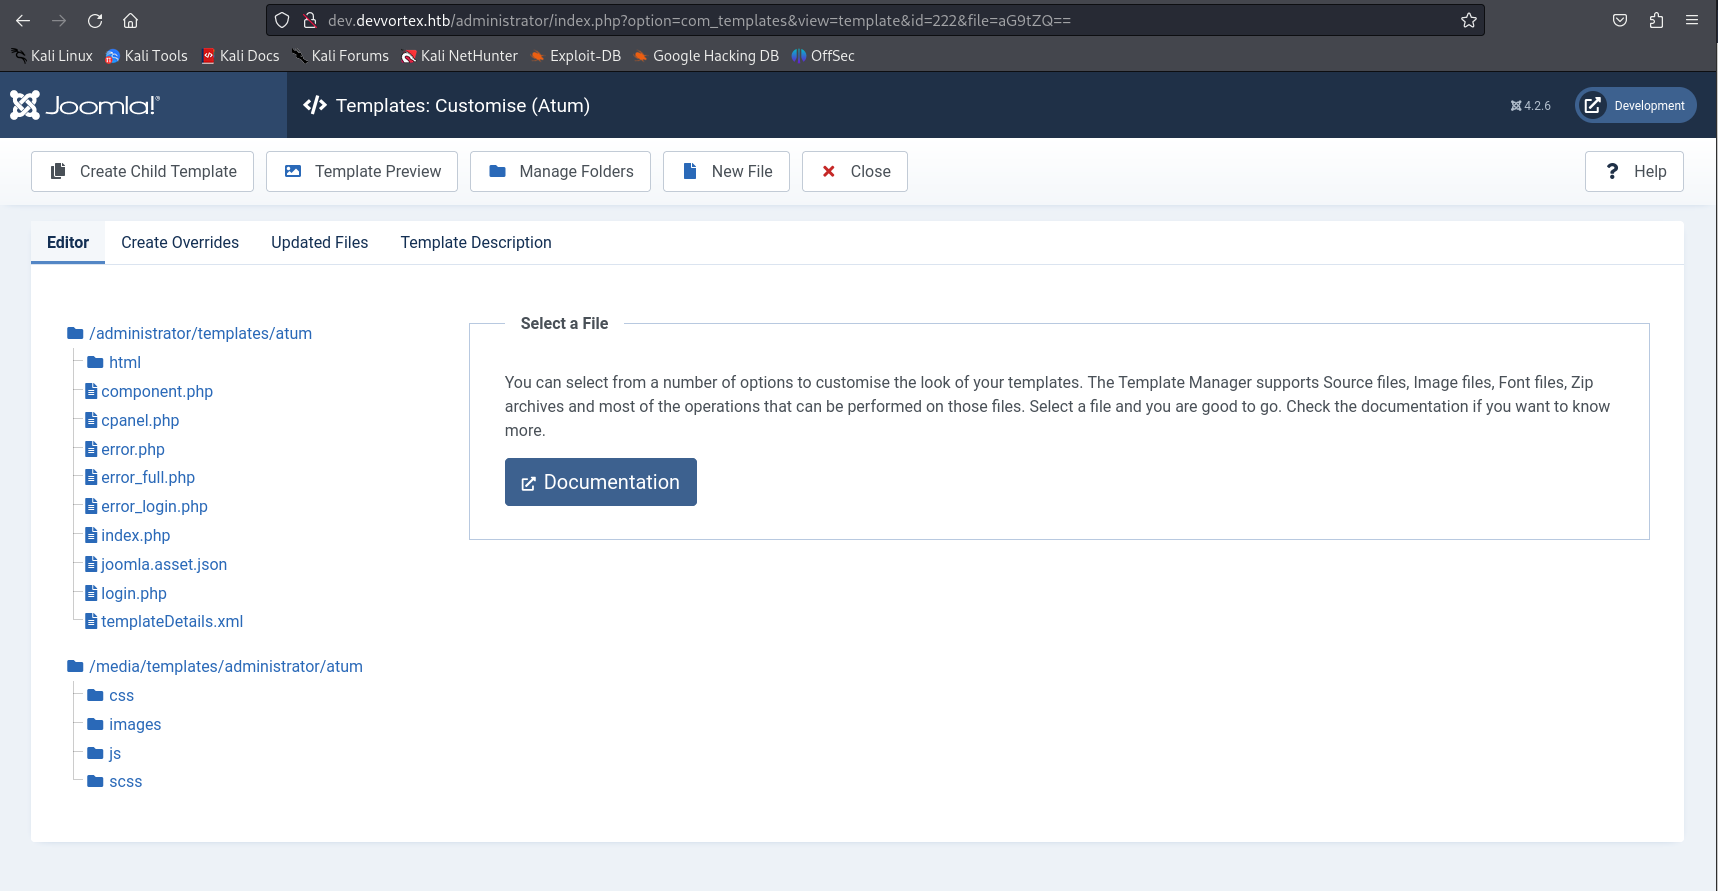 dev.devvortex.htb/administrator/index.php?option=com_templates&view=template&id=222&file=aG9tZQ==
Kali Linux Kali Tools Kali Docs Kali Forums Kali NetHunter Exploit-DB Google Hacking DB OffSec
Joomla!® </> Templates: Customise (Atum) 4.2.6 Development
Create Child Template Template Preview Manage Folders New File Close ? Help
Editor Create Overrides Updated Files Template Description
/administrator/templates/atum
html
component.php
cpanel.php
error.php
error_full.php
error_login.php
index.php
joomla.asset.json
login.php
templateDetails.xml
/media/templates/administrator/atum
css
images
js
scss
Select a File
You can select from a number of options to customise the look of your templates. The Template Manager supports Source files, Image files, Font files, Zip
archives and most of the operations that can be performed on those files. Select a file and you are good to go. Check the documentation if you want to know
more.
Documentation